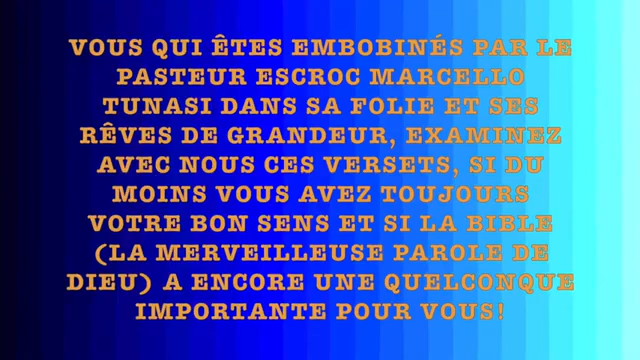 VOUS QUI ÊTES EMBOBINÉS PAR LE
PASTEUR ESCROC MARCELLO
TUNASI DANS SA FOLIE ET SES
RÊVES DE GRANDEUR, EXAMINEZ
AVEC NOUS CES VERSETS, SI DU
MOINS VOUS AVEZ TOUJOURS
VOTRE BON SENS ET SI LA BIBLE
(LA MERVEILLEUSE PAROLE DE
DIEU) A ENCORE UNE QUELCONQUE
IMPORTANTE POUR VOUS!